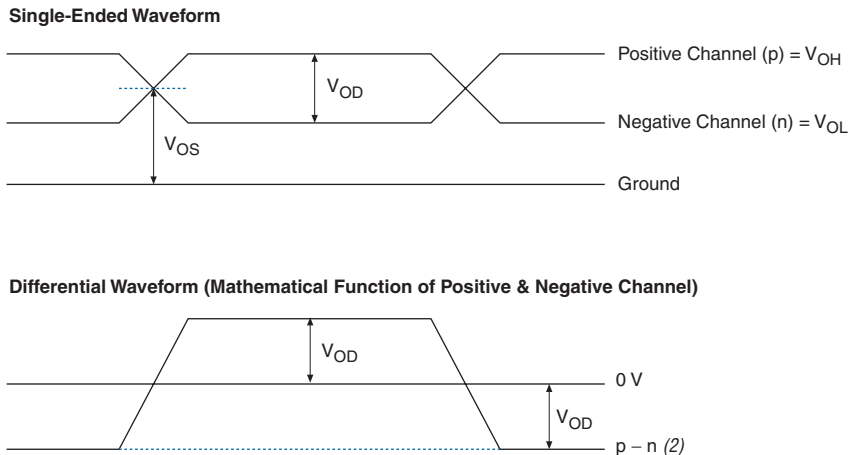 Single-Ended Waveform
Positive Channel (p) = VOH
VOD
Negative Channel (n) = VOL
VOS
Ground
Differential Waveform (Mathematical Function of Positive & Negative Channel)
VOD
0 V
VOD
p − n (2)